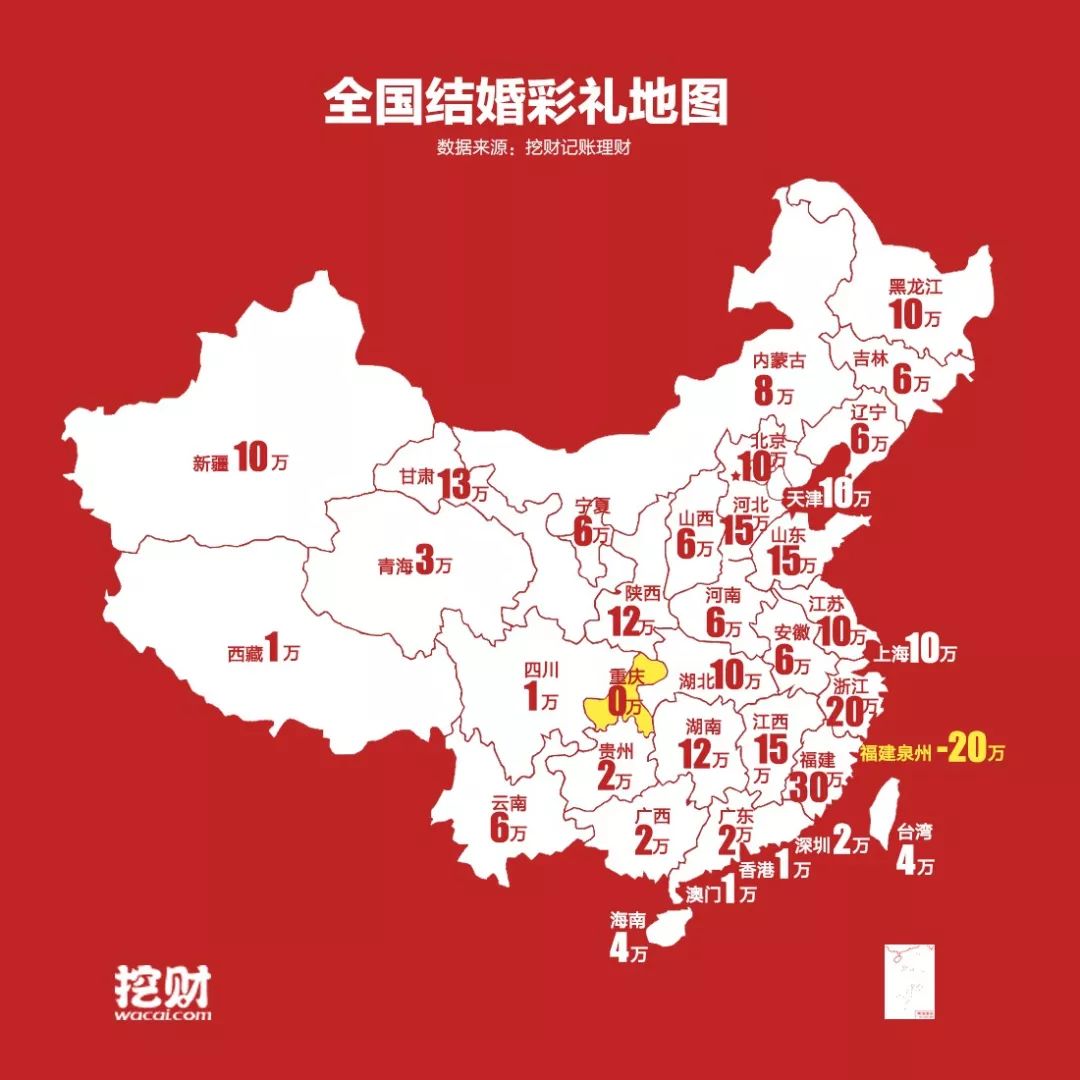 全国结婚彩礼地图
数据来源：挖财记账理财
黑龙江
10万
内蒙古
8万
吉林
6万
辽宁
6万
北京
10万
新疆 10万
甘肃 13万
天津 10万
宁夏
6万
山西
6万
河北
15万
山东
15万
青海 3万
陕西
12万
河南
6万
江苏
10万
安徽
6万
上海 10万
西藏 1万
四川
1万
重庆
0万
湖北 10万
浙江
20万
湖南
12万
江西
15万
福建泉州 -20万
贵州
2万
福建
30万
云南
6万
广西
2万
广东
2万
深圳 2万
台湾
4万
香港 1万
澳门 1万
海南
4万
挖财
wacai.com